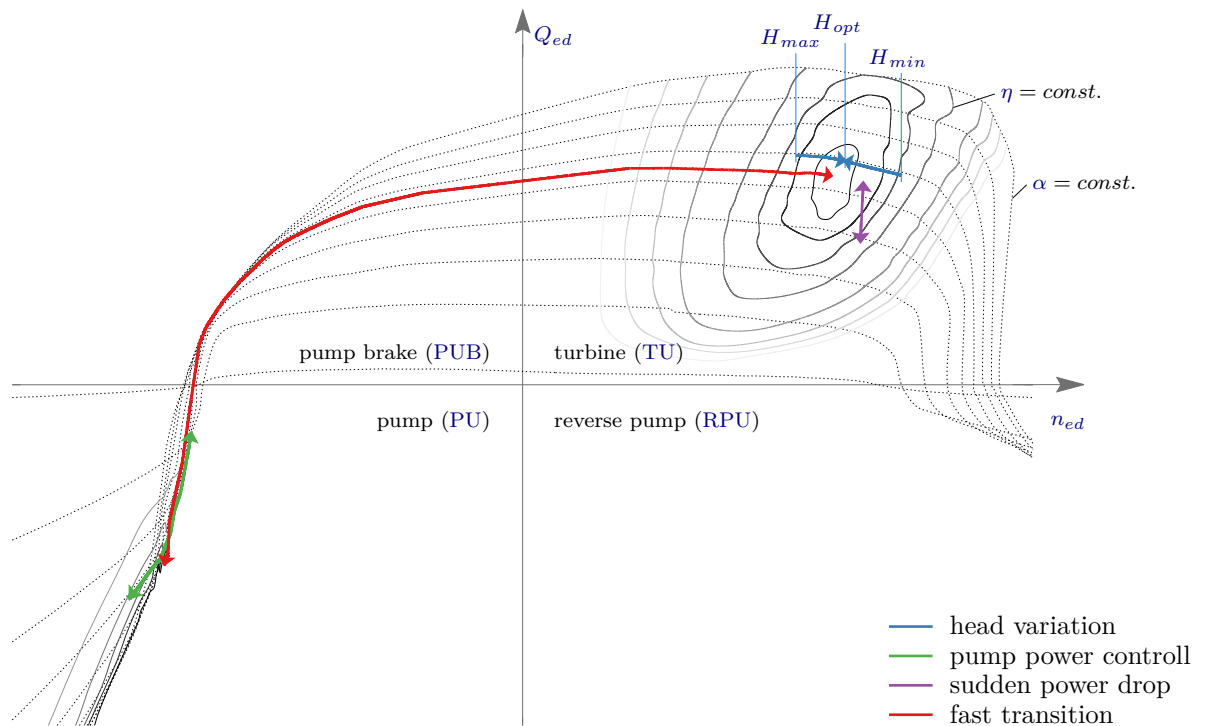 H_opt
Q_ed
H_max
H_min
η = const.
α = const.
pump brake (PUB)
turbine (TU)
pump (PU)
reverse pump (RPU)
n_ed
head variation
pump power controll
sudden power drop
fast transition